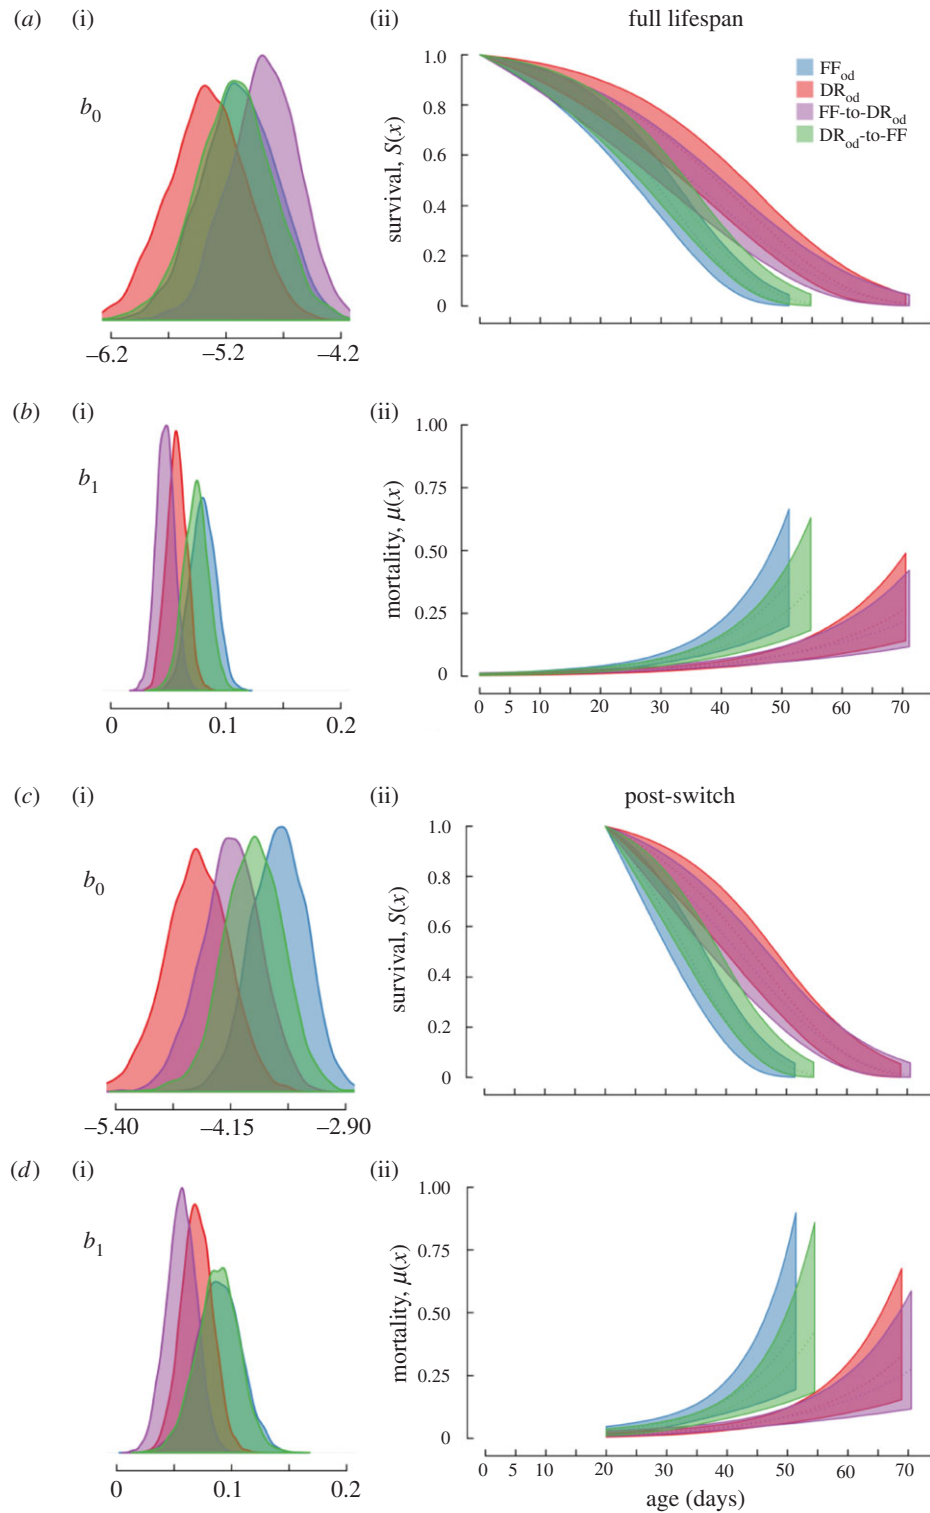 (a) (i) (ii) full lifespan
b0
−6.2 −5.2 −4.2
survival, S(x)
1.0
0.8
0.6
0.4
0.2
0
FFod
DRod
FF-to-DRod
DRod-to-FF
(b) (i) (ii)
b1
0 0.1 0.2
mortality, μ(x)
1.00
0.75
0.50
0.25
0
0 5 10 20 30 40 50 60 70
(c) (i) (ii) post-switch
b0
−5.40 −4.15 −2.90
survival, S(x)
1.0
0.8
0.6
0.4
0.2
0
(d) (i) (ii)
b1
0 0.1 0.2
mortality, μ(x)
1.00
0.75
0.50
0.25
0
0 5 10 20 30 40 50 60 70
age (days)